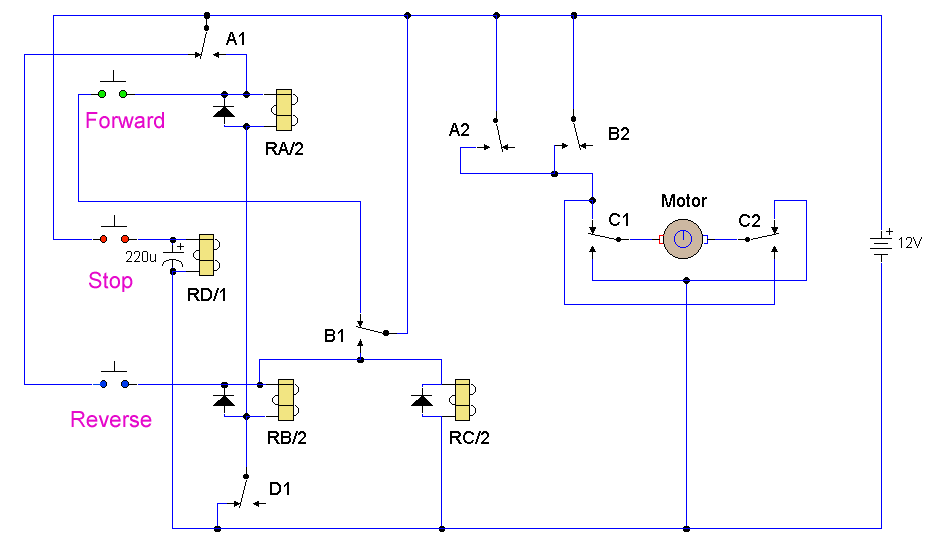 A1
Forward
RA/2
A2
B2
Motor
C1
C2
+
12V
+
220u
Stop
RD/1
B1
Reverse
RB/2
RC/2
D1